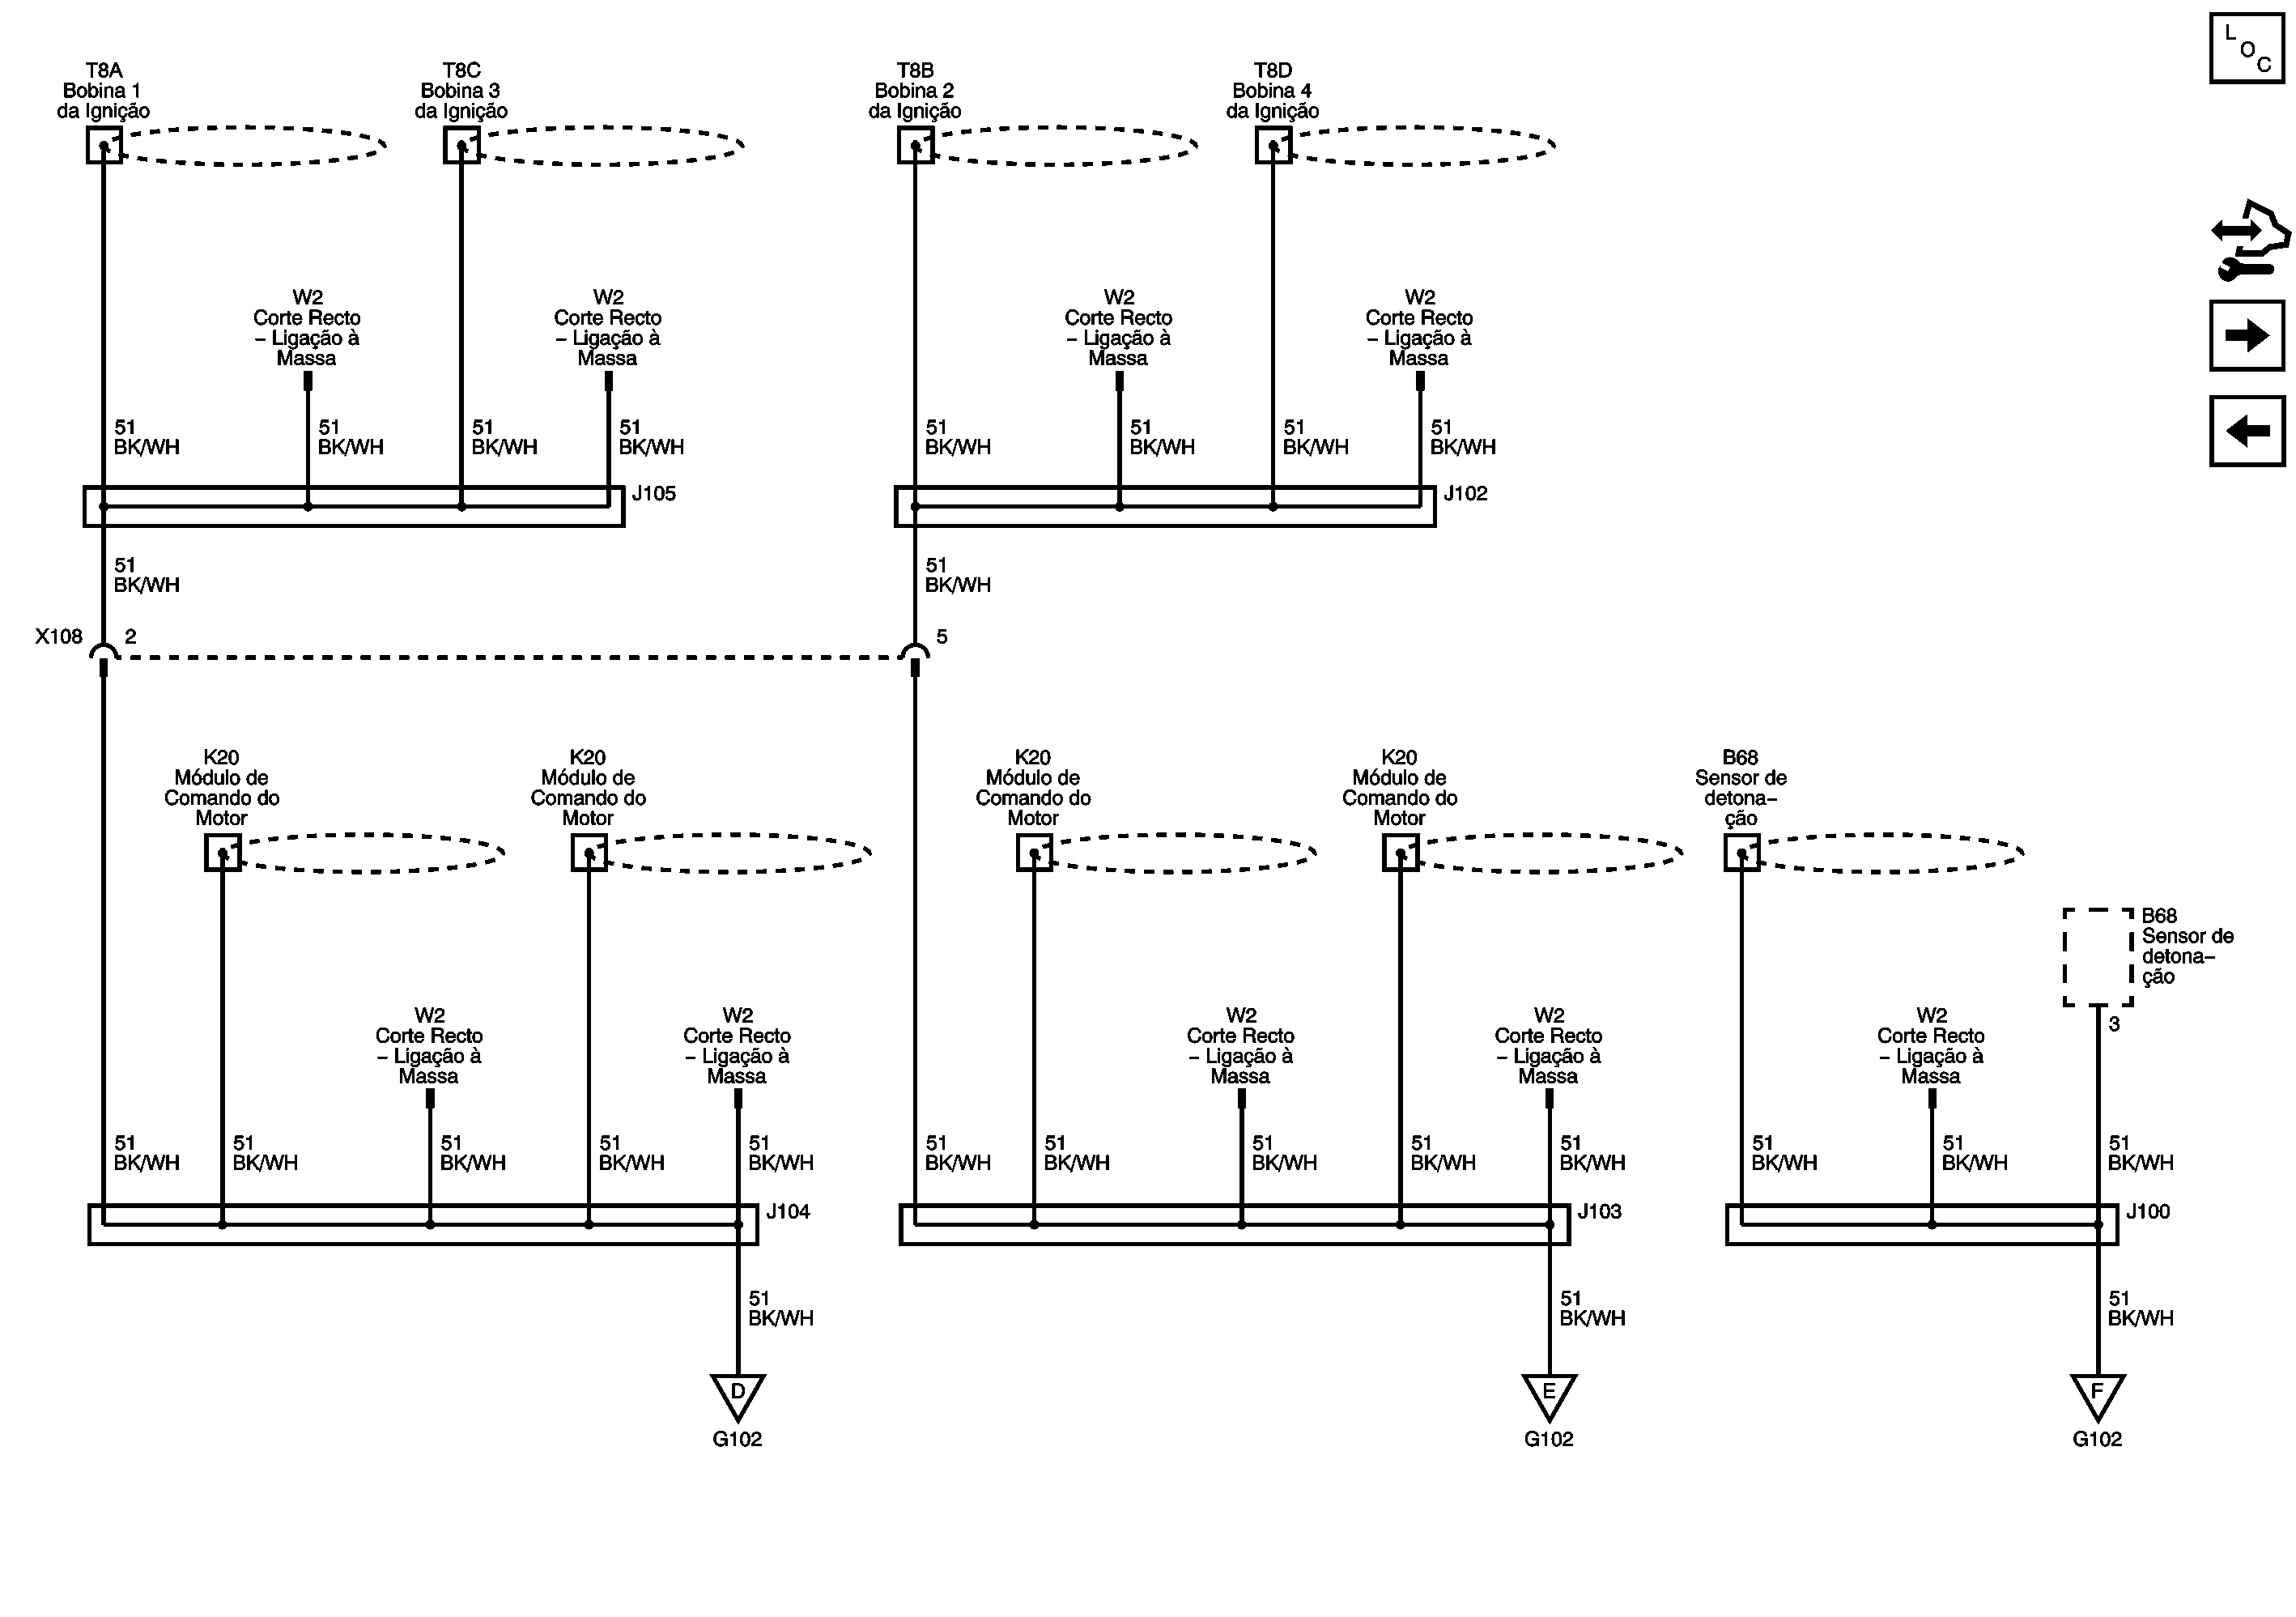 L
O
C
T8A
Bobina 1
da Ignição
T8C
Bobina 3
da Ignição
T8B
Bobina 2
da Ignição
T8D
Bobina 4
da Ignição
W2
Corte Recto
– Ligação à
Massa
W2
Corte Recto
– Ligação à
Massa
W2
Corte Recto
– Ligação à
Massa
W2
Corte Recto
– Ligação à
Massa
51
BK/WH
51
BK/WH
51
BK/WH
51
BK/WH
51
BK/WH
51
BK/WH
51
BK/WH
51
BK/WH
J105
J102
51
BK/WH
51
BK/WH
X108
2
5
K20
Módulo de
Comando do
Motor
K20
Módulo de
Comando do
Motor
K20
Módulo de
Comando do
Motor
K20
Módulo de
Comando do
Motor
B68
Sensor de
detona–
ção
B68
Sensor de
detona–
ção
3
W2
Corte Recto
– Ligação à
Massa
W2
Corte Recto
– Ligação à
Massa
W2
Corte Recto
– Ligação à
Massa
W2
Corte Recto
– Ligação à
Massa
W2
Corte Recto
– Ligação à
Massa
51
BK/WH
51
BK/WH
51
BK/WH
51
BK/WH
51
BK/WH
51
BK/WH
51
BK/WH
51
BK/WH
51
BK/WH
51
BK/WH
51
BK/WH
51
BK/WH
51
BK/WH
J104
J103
J100
51
BK/WH
51
BK/WH
51
BK/WH
D
E
F
G102
G102
G102